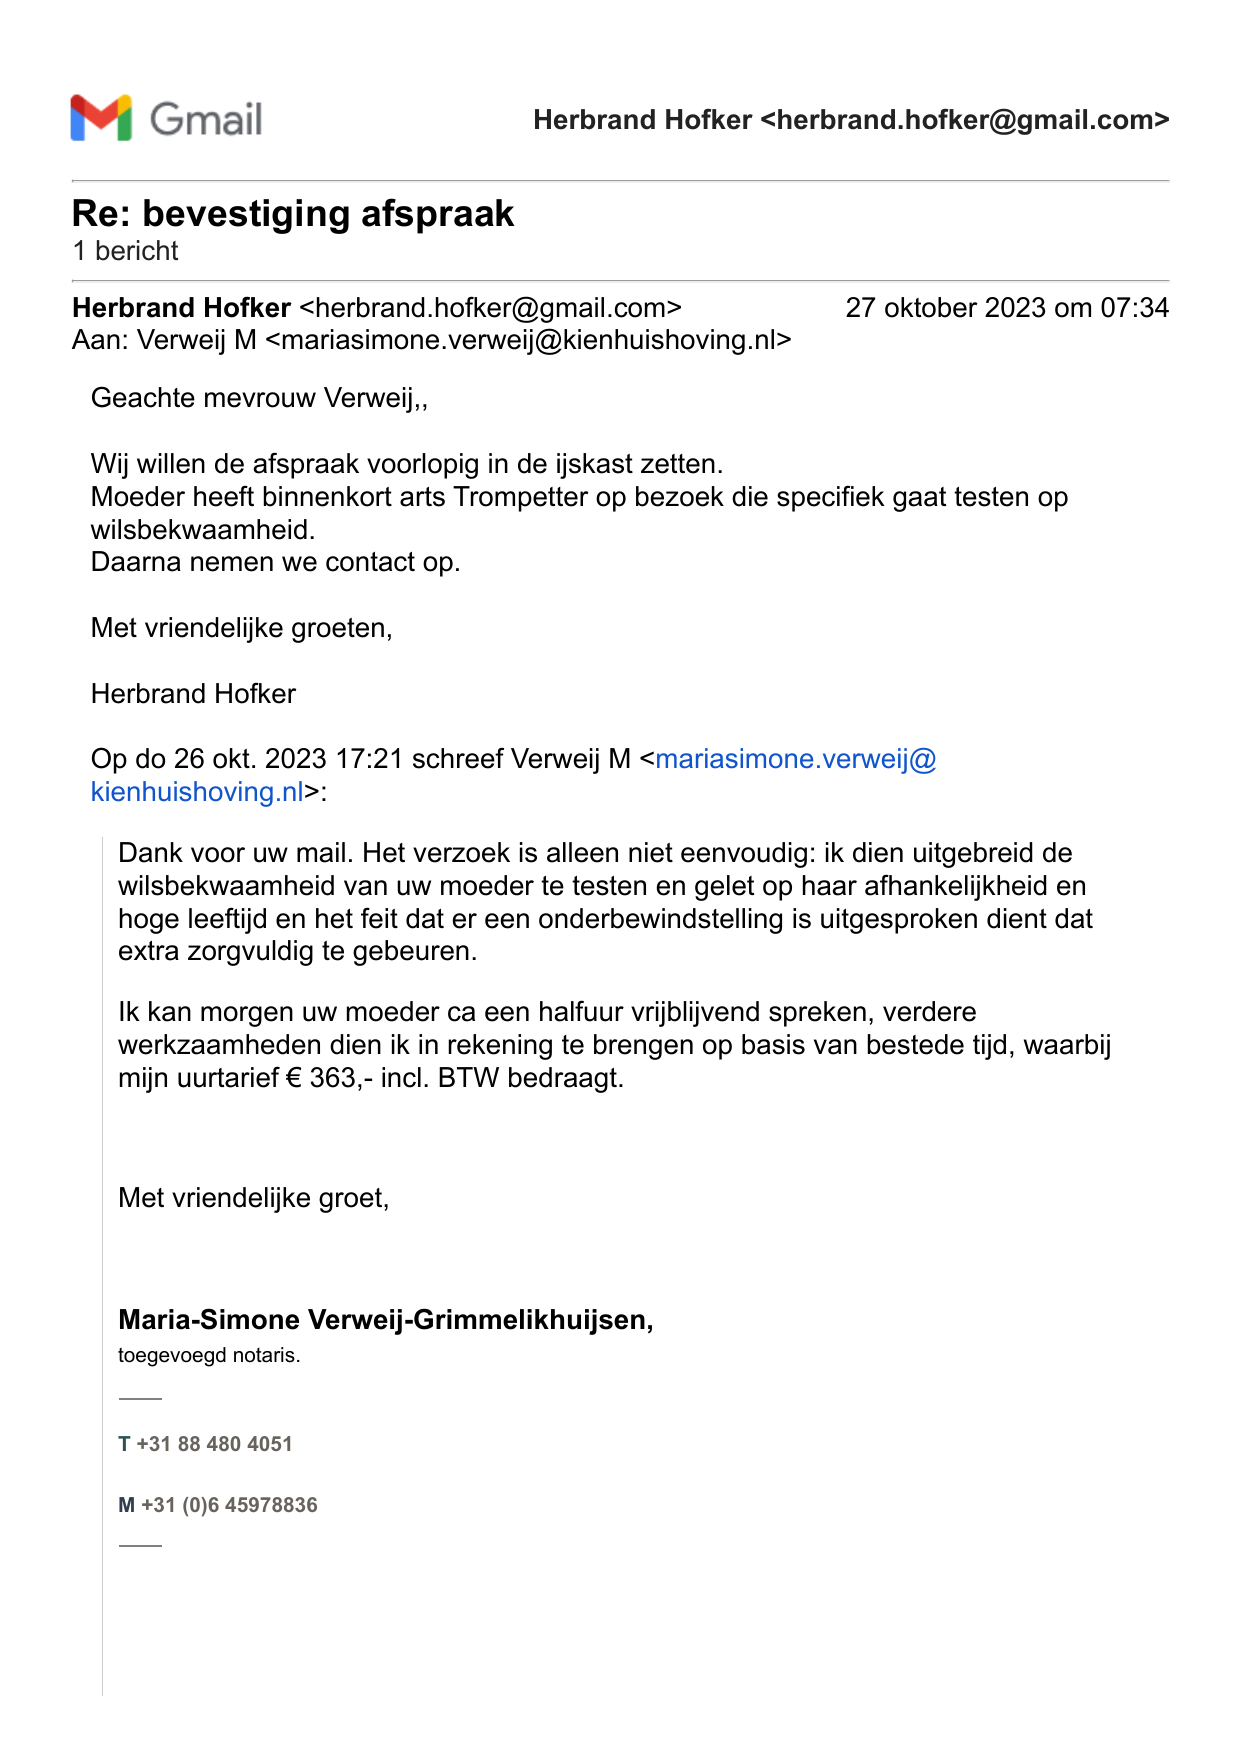 Gmail
Herbrand Hofker <herbrand.hofker@gmail.com>
Re: bevestiging afspraak
1 bericht
Herbrand Hofker <herbrand.hofker@gmail.com>
27 oktober 2023 om 07:34
Aan: Verweij M <mariasimone.verweij@kienhuishoving.nl>
Geachte mevrouw Verweij,,
Wij willen de afspraak voorlopig in de ijskast zetten.
Moeder heeft binnenkort arts Trompetter op bezoek die specifiek gaat testen op
wilsbekwaamheid.
Daarna nemen we contact op.
Met vriendelijke groeten,
Herbrand Hofker
Op do 26 okt. 2023 17:21 schreef Verweij M <mariasimone.verweij@
kienhuishoving.nl>:
Dank voor uw mail. Het verzoek is alleen niet eenvoudig: ik dien uitgebreid de
wilsbekwaamheid van uw moeder te testen en gelet op haar afhankelijkheid en
hoge leeftijd en het feit dat er een onderbewindstelling is uitgesproken dient dat
extra zorgvuldig te gebeuren.
Ik kan morgen uw moeder ca een halfuur vrijblijvend spreken, verdere
werkzaamheden dien ik in rekening te brengen op basis van bestede tijd, waarbij
mijn uurtarief € 363,- incl. BTW bedraagt.
Met vriendelijke groet,
Maria-Simone Verweij-Grimmelikhuijsen,
toegevoegd notaris.
T +31 88 480 4051
M +31 (0)6 45978836